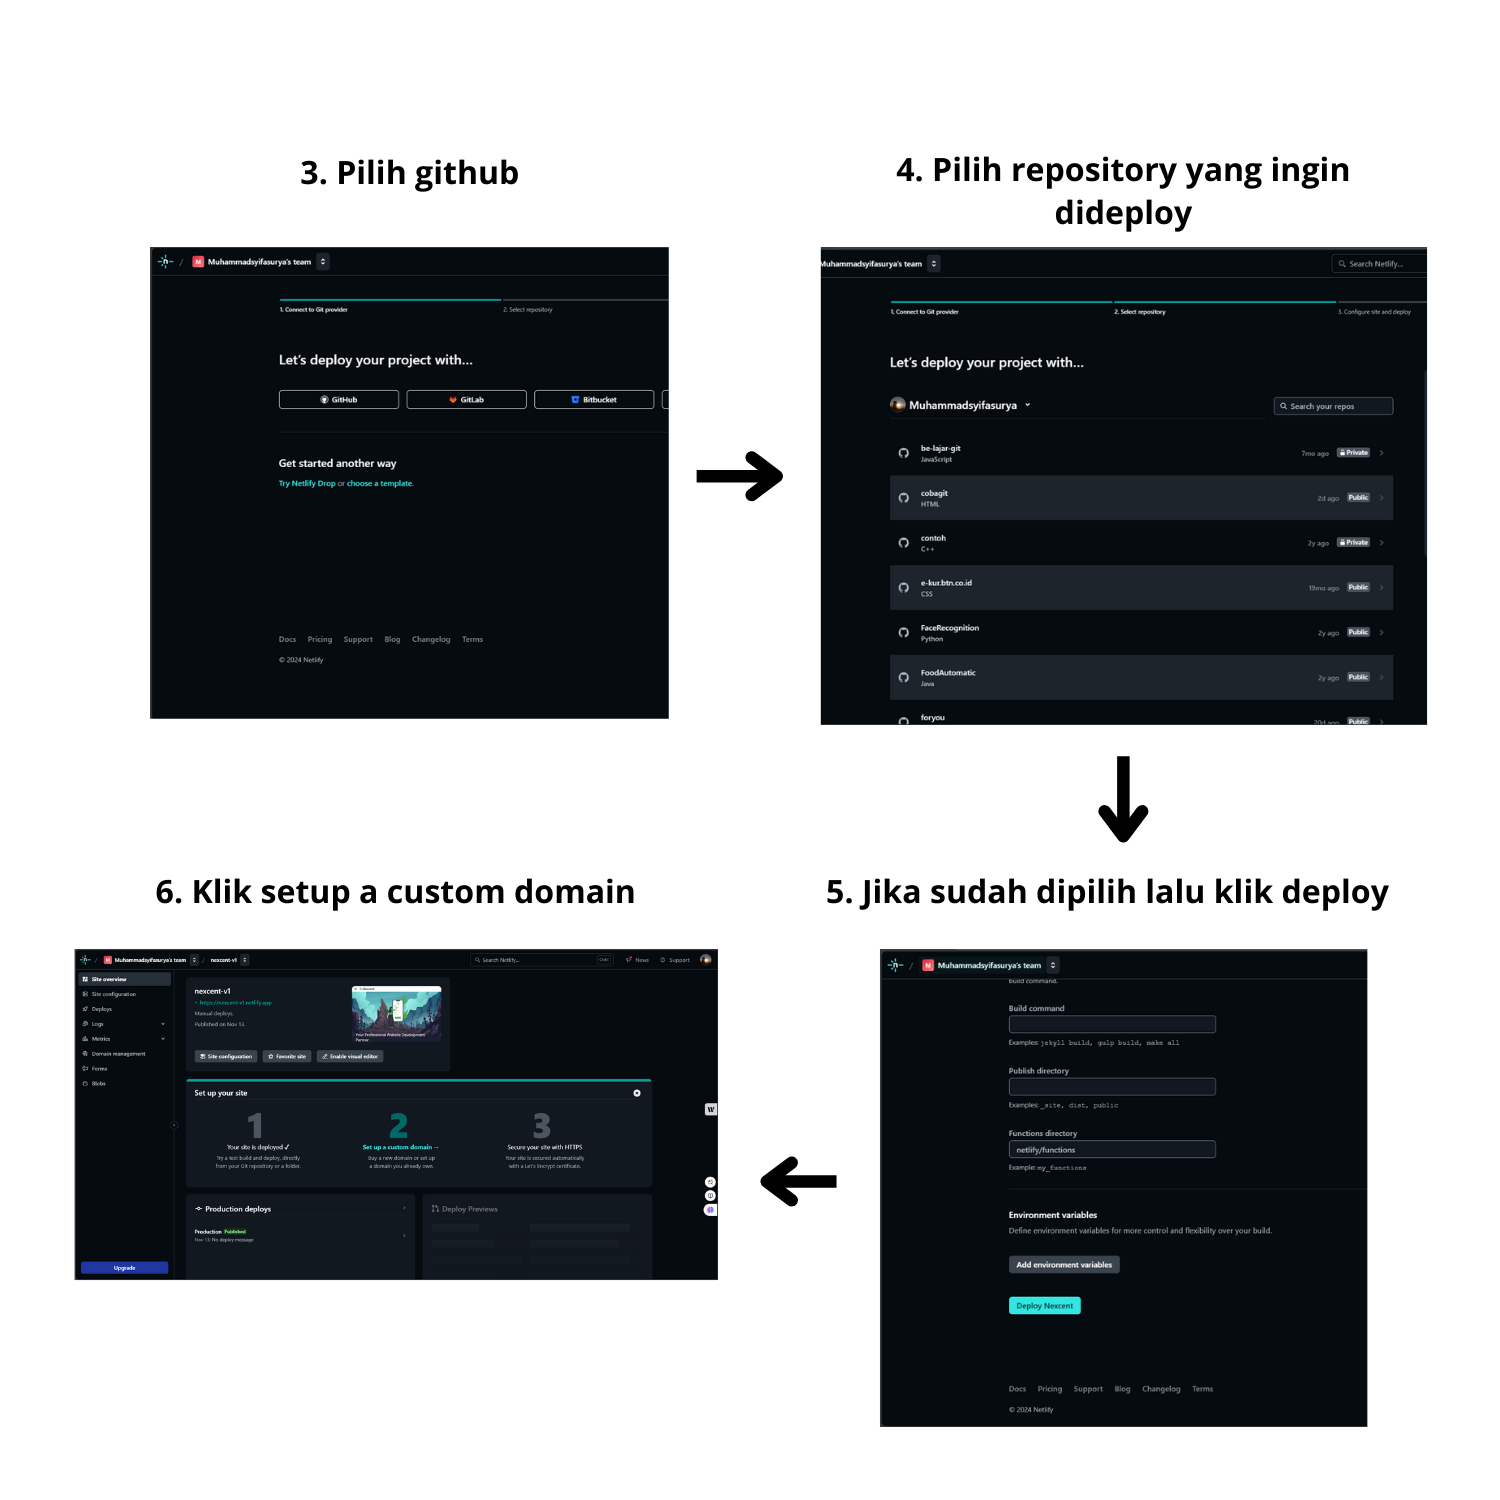 3. Pilih github
Muhammadsyifasurya's team
1. Connect to Git provider
2. Select repository
Let's deploy your project with...
GitHub
GitLab
Bitbucket
Get started another way
Try Netlify Drop or choose a template.
Docs Pricing Support Blog Changelog Terms
© 2024 Netlify
4. Pilih repository yang ingin
dideploy
Muhammadsyifasurya's team
Search Netlify...
1. Connect to Git provider
2. Select repository
3. Configure site and deploy
Let's deploy your project with...
Muhammadsyifasurya
Search your repos
be-lajar-git
JavaScript
7mo ago Private
cobagit
HTML
2d ago Public
contoh
C++
2y ago Private
e-kur.btn.co.id
CSS
19mo ago Public
FaceRecognition
Python
2y ago Public
FoodAutomatic
Java
2y ago Public
foryou
20d ago Public
5. Jika sudah dipilih lalu klik deploy
Muhammadsyifasurya's team
build command.
Build command
Examples: jekyll build, gulp build, make all
Publish directory
Examples: _site, dist, public
Functions directory
netlify/functions
Example: my_functions
Environment variables
Define environment variables for more control and flexibility over your build.
Add environment variables
Deploy Nexcent
Docs Pricing Support Blog Changelog Terms
© 2024 Netlify
6. Klik setup a custom domain
Muhammadsyifasurya's team / nexcent-v1
Search Netlify...
News
Support
Site overview
Site configuration
Deploys
Logs
Metrics
Domain management
Forms
Blobs
Upgrade
nexcent-v1
https://nexcent-v1.netlify.app
Manual deploys.
Published on Nov 13.
Your Professional Website Development
Partner
Site configuration
Favorite site
Enable visual editor
Set up your site
1
Your site is deployed ✓
Try a test build and deploy, directly
from your Git repository or a folder.
2
Set up a custom domain →
Buy a new domain or set up
a domain you already own.
3
Secure your site with HTTPS
Your site is secured automatically
with a Let's Encrypt certificate.
Production deploys
Production Published
Nov 13: No deploy message
Deploy Previews
W